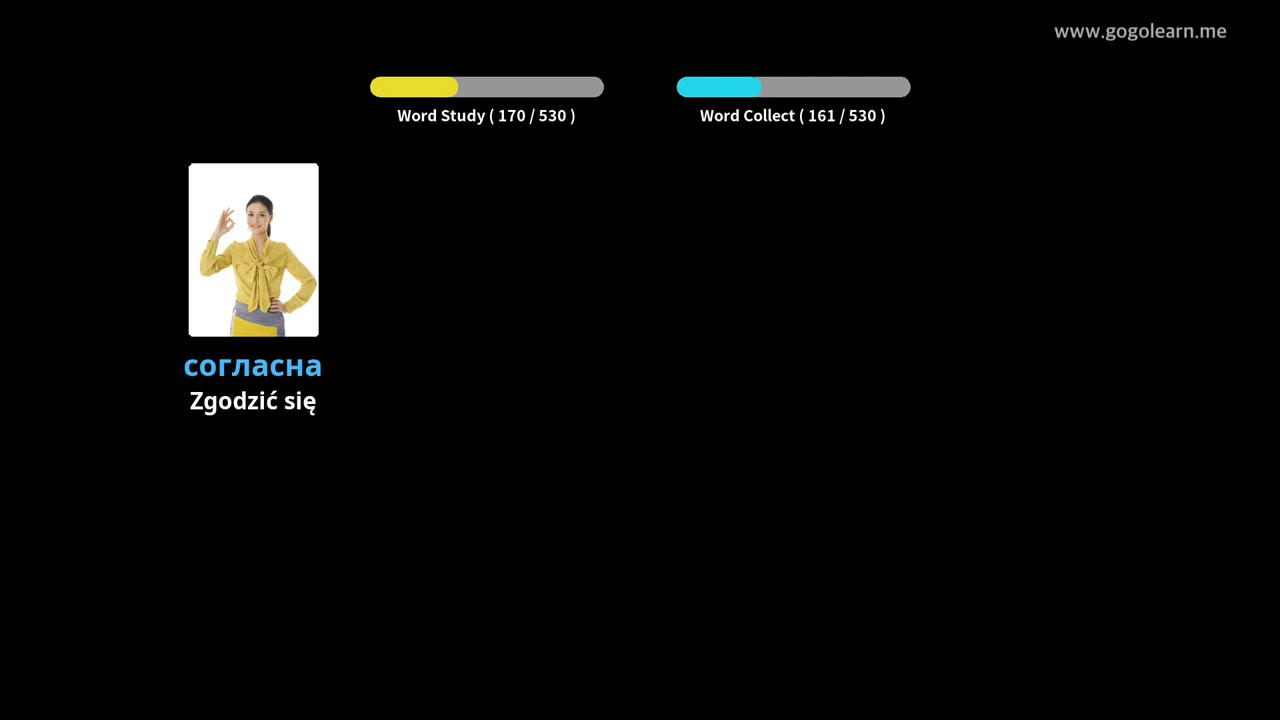 www.gogolearn.me
Word Study ( 170 / 530 )
Word Collect ( 161 / 530 )
согласна
Zgodzić się